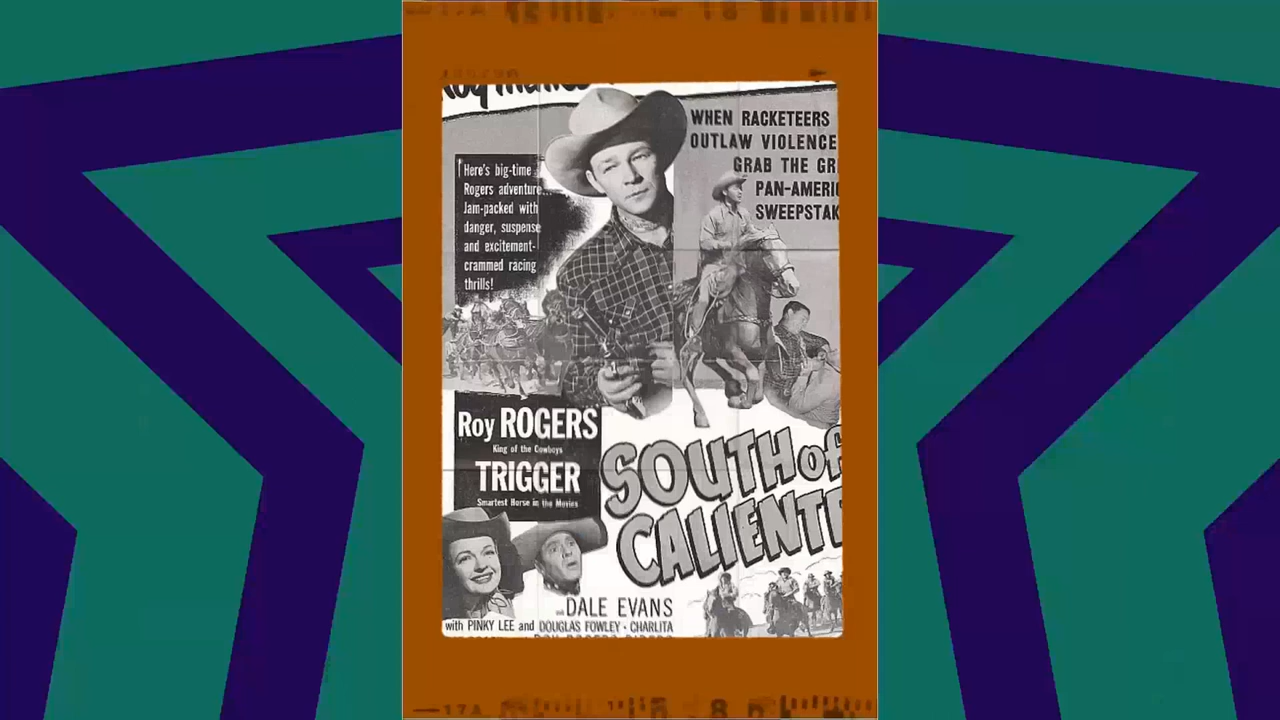 WHEN RACKETEERS
OUTLAW VIOLENCE
GRAB THE GR
PAN-AMERIC
SWEEPSTAK
Here's big-time
Rogers adventure...
Jam-packed with
danger, suspense
and excitement-
crammed racing
thrills!
Roy ROGERS
King of the Cowboys
TRIGGER
Smartest Horse in the Movies
SOUTH of
CALIENTE
DALE EVANS
with PINKY LEE and DOUGLAS FOWLEY • CHARLITA
17A